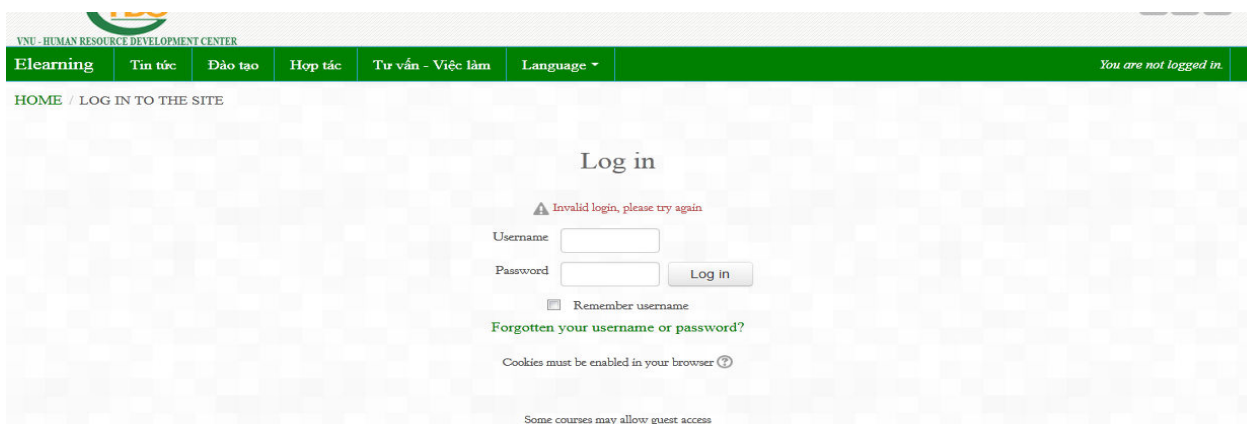 VNU - HUMAN RESOURCE DEVELOPMENT CENTER
Elearning Tin tức Đào tạo Hợp tác Tư vấn - Việc làm Language You are not logged in.
HOME / LOG IN TO THE SITE
Log in
Invalid login, please try again
Username
Password Log in
Remember username
Forgotten your username or password?
Cookies must be enabled in your browser
Some courses may allow guest access